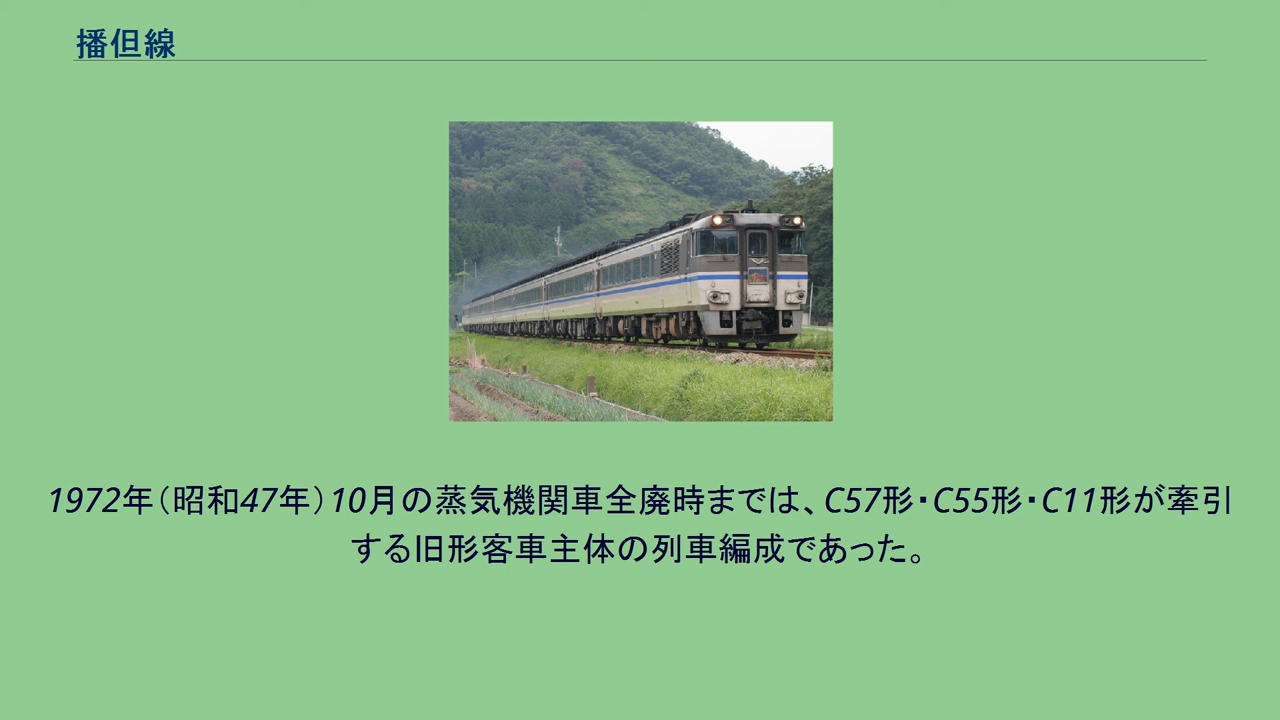 播但線
1972年（昭和47年）10月の蒸気機関車全廃時までは、C57形・C55形・C11形が牽引
する旧形客車主体の列車編成であった。